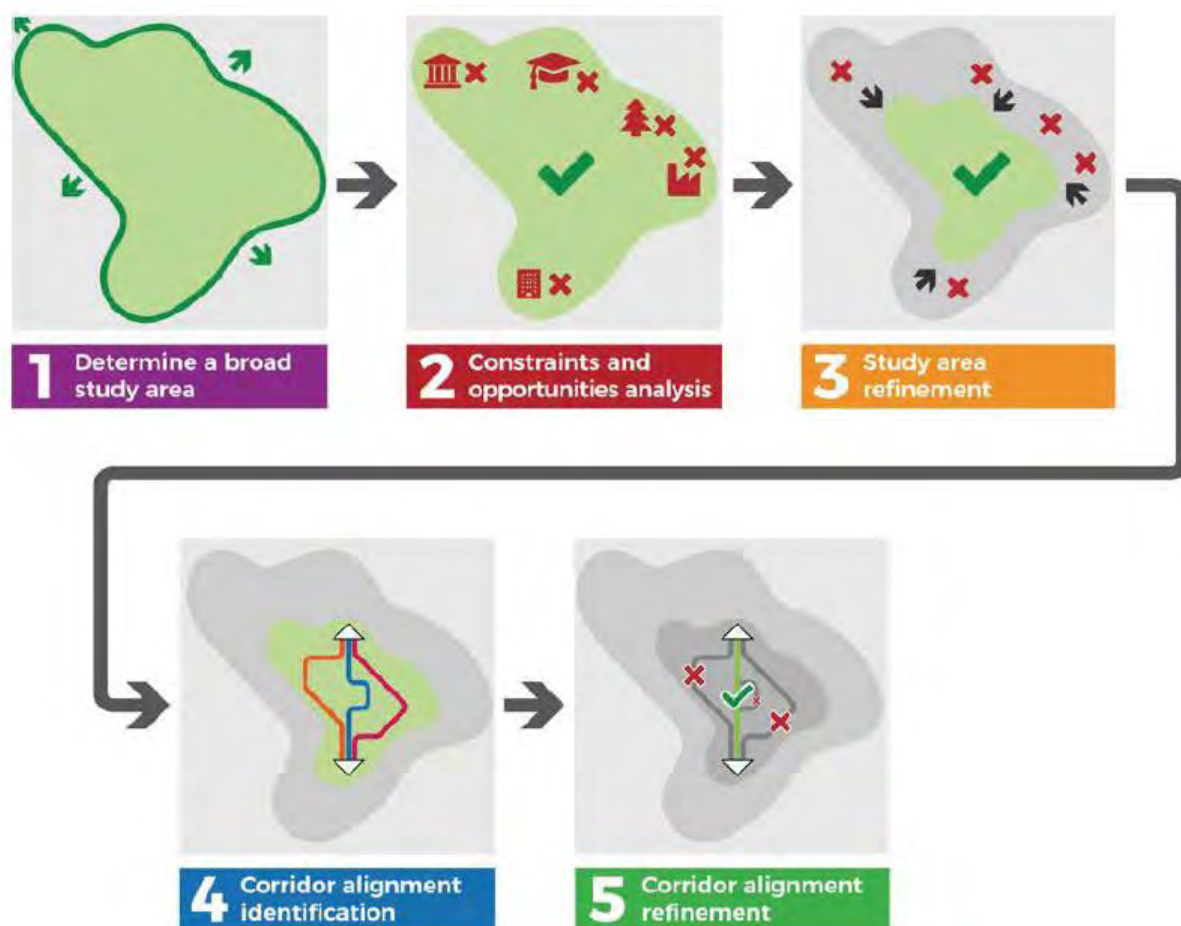 1 Determine a broad
study area
2 Constraints and
opportunities analysis
3 Study area
refinement
4 Corridor alignment
identification
5 Corridor alignment
refinement